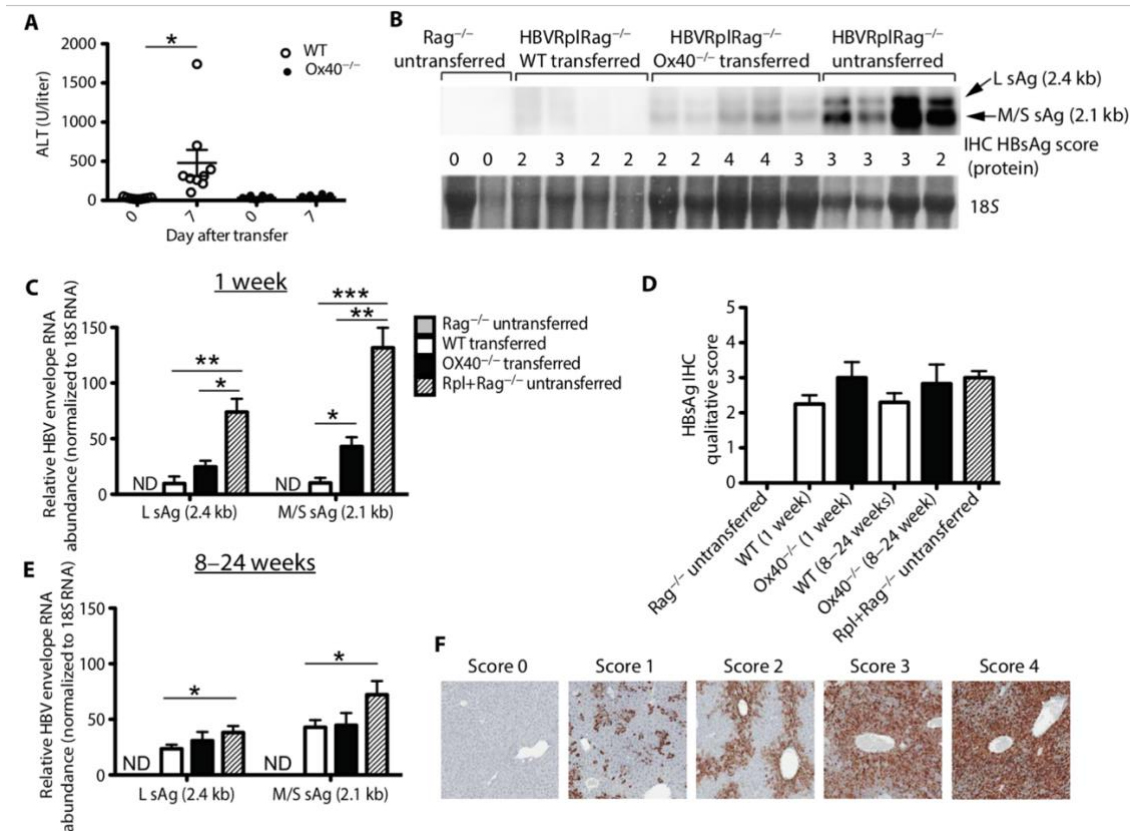 A
*
2000
1500
1000
500
0
ALT (U/liter)
0
7
0
7
Day after transfer
WT
Ox40–/–
B
Rag–/–
untransferred
HBVRplRag–/–
WT transferred
HBVRplRag–/–
Ox40–/– transferred
HBVRplRag–/–
untransferred
L sAg (2.4 kb)
M/S sAg (2.1 kb)
0 0 2 3 2 2 2 2 4 4 3 3 3 3 2
IHC HBsAg score
(protein)
18S
C
1 week
Relative HBV envelope RNA
abundance (normalized to 18S RNA)
150
100
50
0
ND
**
*
ND
*
***
**
L sAg (2.4 kb)
M/S sAg (2.1 kb)
Rag–/– untransferred
WT transferred
OX40–/– transferred
Rpl+Rag–/– untransferred
D
HBsAg IHC
qualitative score
5
4
3
2
1
0
Rag–/– untransferred
WT (1 week)
Ox40–/– (1 week)
WT (8–24 weeks)
Ox40–/– (8–24 week)
Rpl+Rag–/– untransferred
E
8–24 weeks
Relative HBV envelope RNA
abundance (normalized to 18S RNA)
150
100
50
0
ND
*
ND
*
L sAg (2.4 kb)
M/S sAg (2.1 kb)
F
Score 0
Score 1
Score 2
Score 3
Score 4